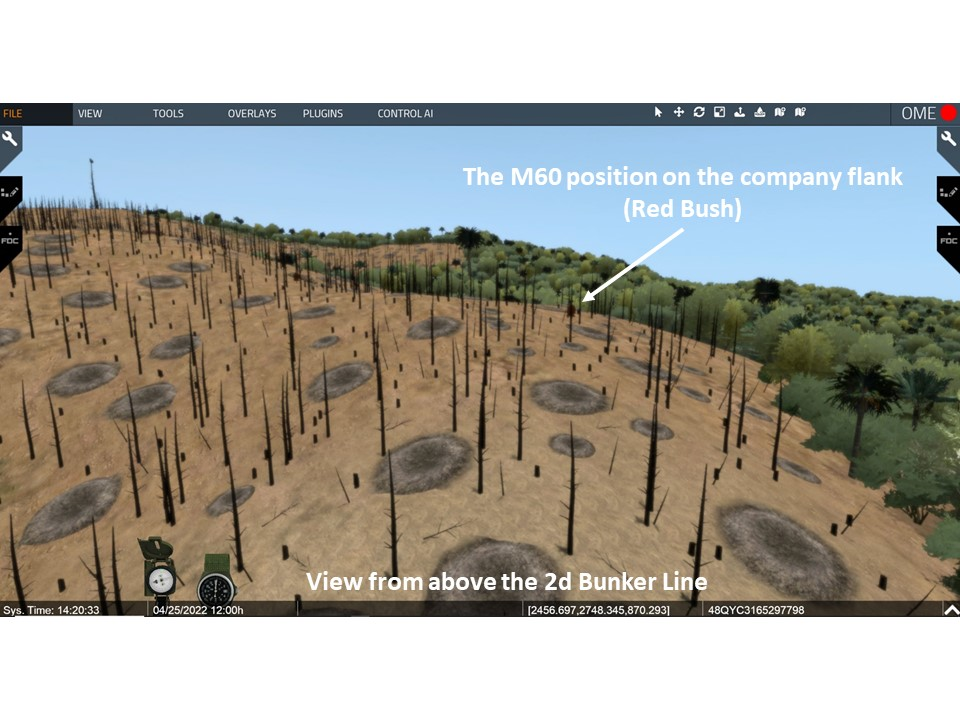 FILE VIEW TOOLS OVERLAYS PLUGINS CONTROL AI OME
The M60 position on the company flank
(Red Bush)
FDC FDC
View from above the 2d Bunker Line
Sys. Time: 14:20:33 04/25/2022 12:00h [2456.697,2748.345,870.293] 48QYC3165297798